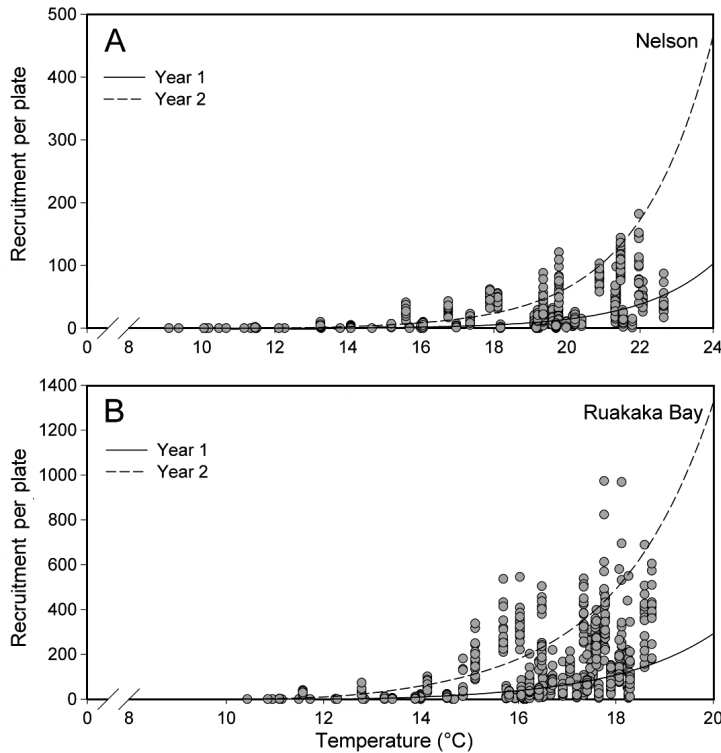 A
Nelson
Recruitment per plate
500
400
300
200
100
0
Year 1
Year 2
0 8 10 12 14 16 18 20 22 24
B
Ruakaka Bay
Recruitment per plate
1400
1200
1000
800
600
400
200
0
Year 1
Year 2
0 8 10 12 14 16 18 20
Temperature (°C)